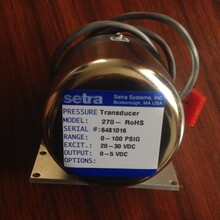 setra
Setra Systems, Inc.
Boxborough, MA USA
PRESSURE Transducer
MODEL: 270- RoHS
SERIAL #:6481016
RANGE: 0-100 PSIG
EXCIT.: 20-30 VDC
OUTPUT: 0-5 VDC
OPTIONS: